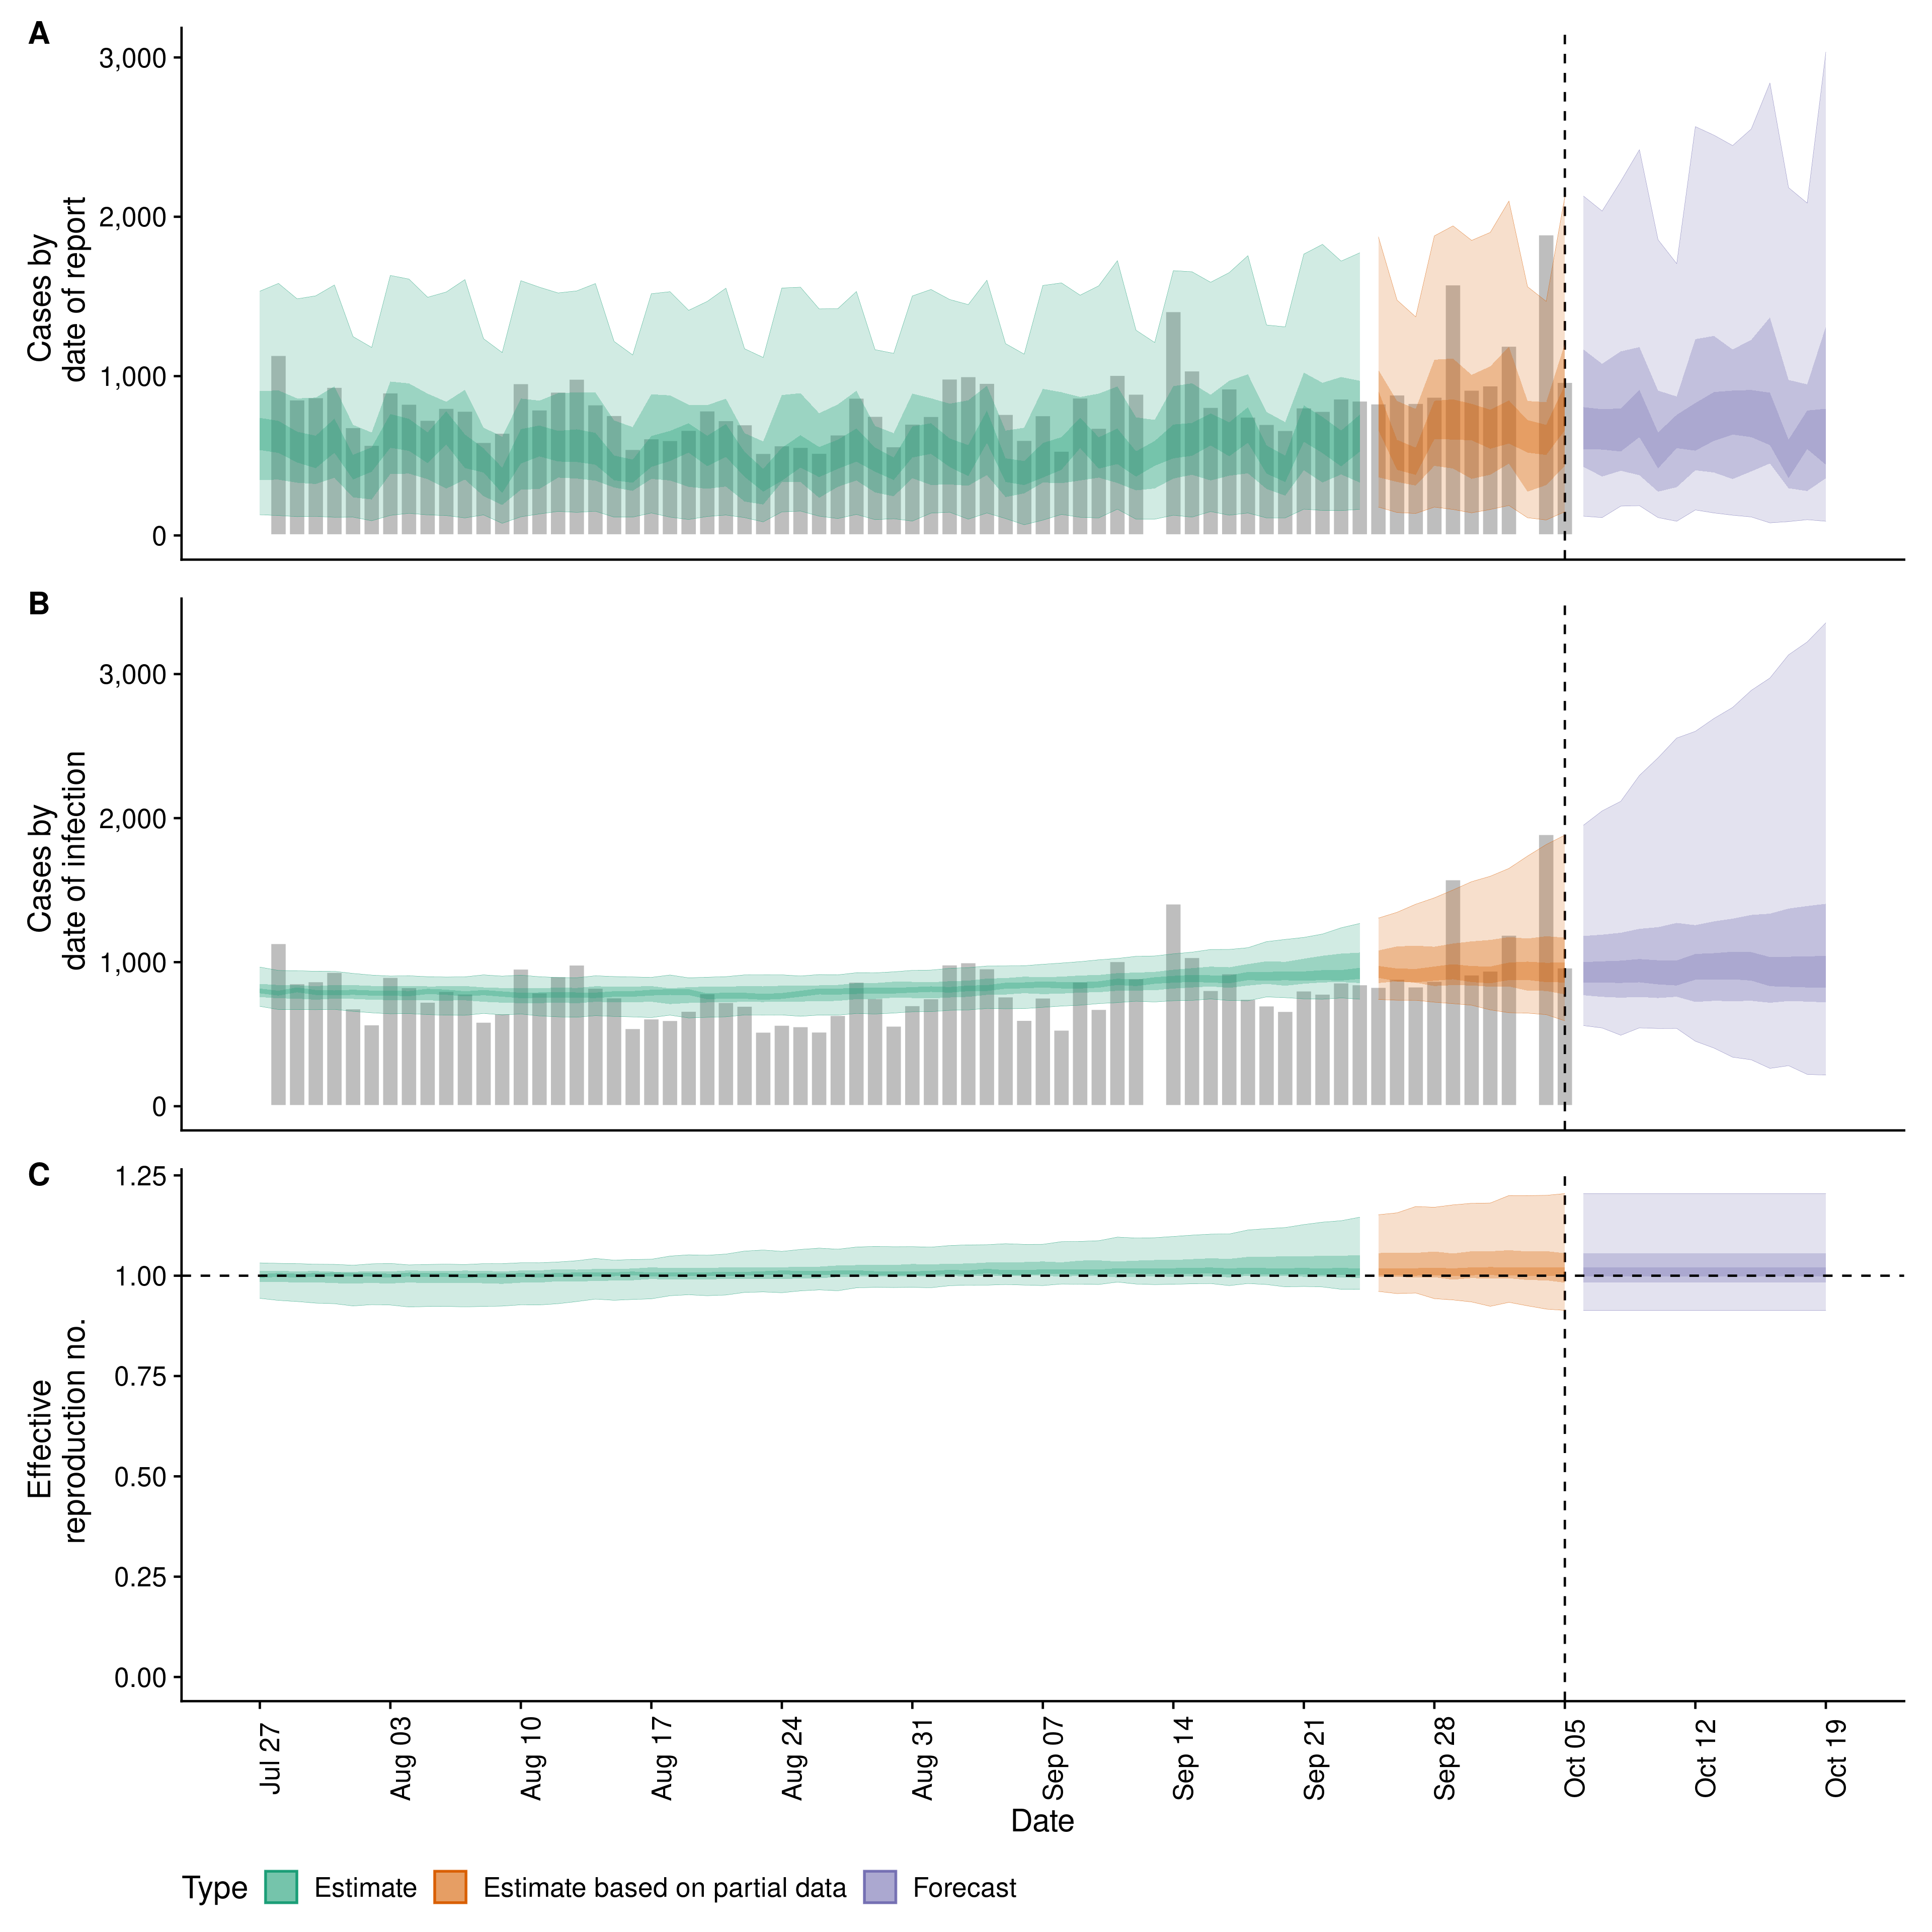 A
3,000
2,000
1,000
0
Cases by
date of report
B
3,000
2,000
1,000
0
Cases by
date of infection
C
1.25
1.00
0.75
0.50
0.25
0.00
Effective
reproduction no.
Jul 27
Aug 03
Aug 10
Aug 17
Aug 24
Aug 31
Sep 07
Sep 14
Sep 21
Sep 28
Oct 05
Oct 12
Oct 19
Date
Type
Estimate
Estimate based on partial data
Forecast